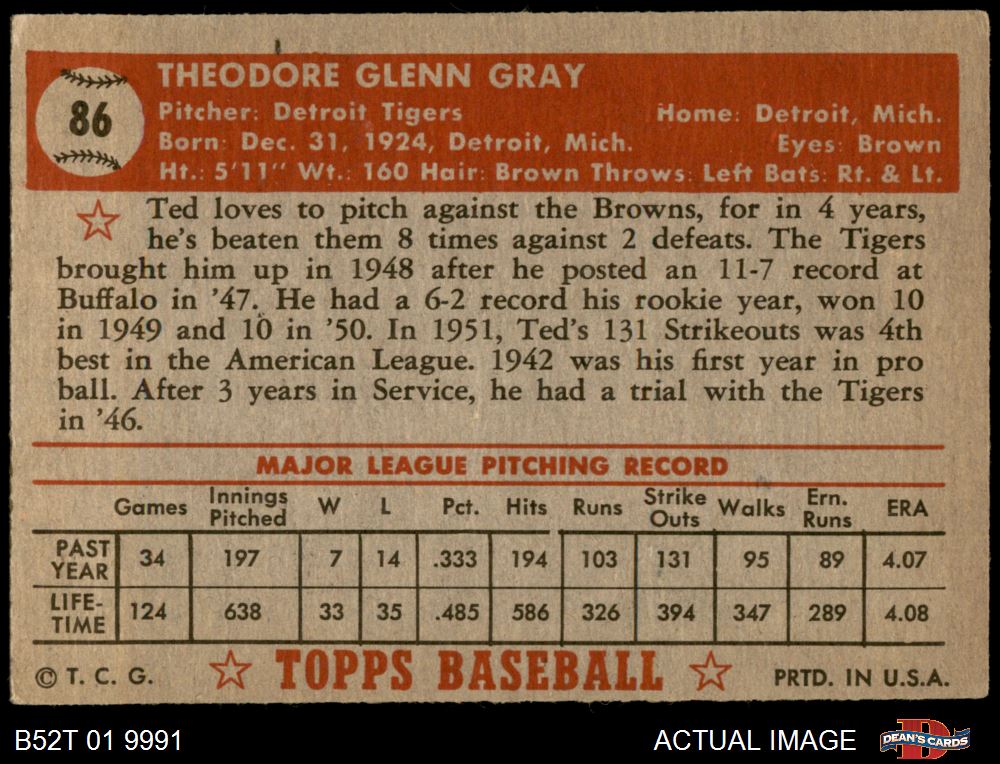 86
THEODORE GLENN GRAY
Pitcher: Detroit Tigers Home: Detroit, Mich.
Born: Dec. 31, 1924, Detroit, Mich. Eyes: Brown
Ht.: 5'11" Wt.: 160 Hair: Brown Throws: Left Bats: Rt. & Lt.
Ted loves to pitch against the Browns, for in 4 years,
he's beaten them 8 times against 2 defeats. The Tigers
brought him up in 1948 after he posted an 11-7 record at
Buffalo in '47. He had a 6-2 record his rookie year, won 10
in 1949 and 10 in '50. In 1951, Ted's 131 Strikeouts was 4th
best in the American League. 1942 was his first year in pro
ball. After 3 years in Service, he had a trial with the Tigers
in '46.
MAJOR LEAGUE PITCHING RECORD
Games Innings Pitched W L Pct. Hits Runs Strike Outs Walks Ern. Runs ERA
PAST YEAR 34 197 7 14 .333 194 103 131 95 89 4.07
LIFE-TIME 124 638 33 35 .485 586 326 394 347 289 4.08
© T. C. G. TOPPS BASEBALL PRTD. IN U.S.A.
B52T 01 9991 ACTUAL IMAGE D DEAN'S CARDS